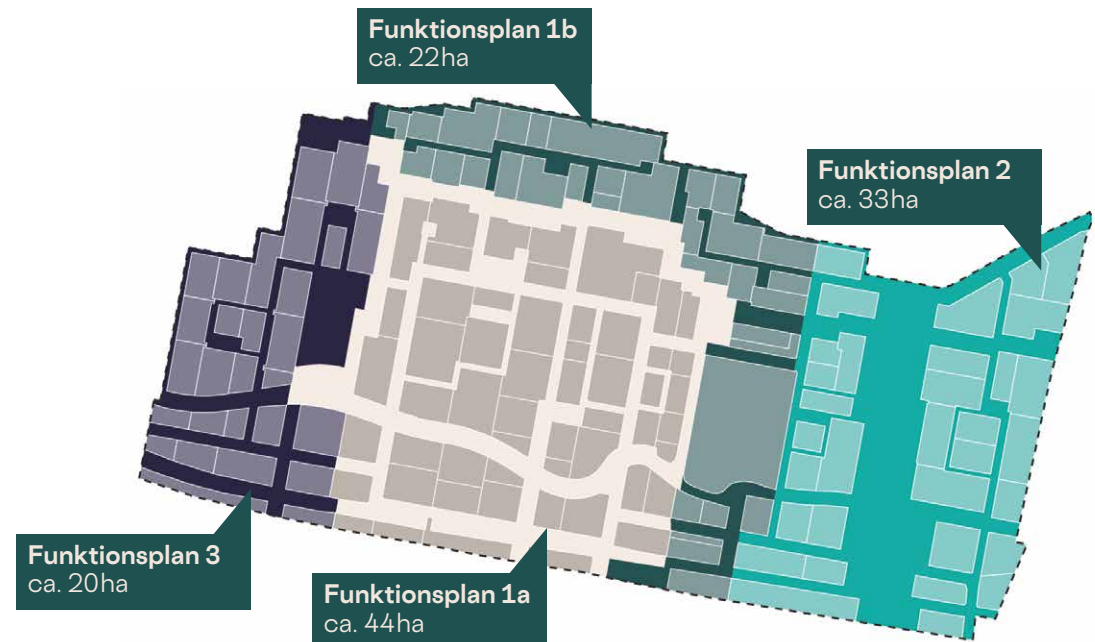 Funktionsplan 1b
ca. 22ha
Funktionsplan 2
ca. 33ha
Funktionsplan 3
ca. 20ha
Funktionsplan 1a
ca. 44ha